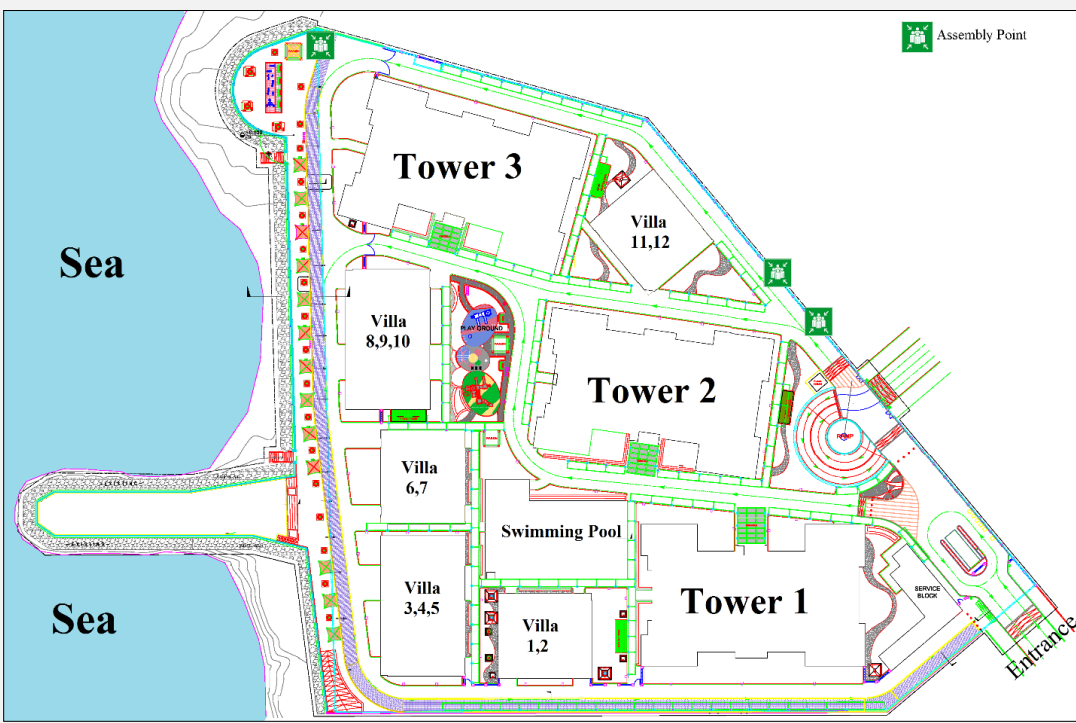 Assembly Point
Tower 3
Villa
11,12
Sea
Villa
8,9,10
PLAY GROUND
Tower 2
RAMP
Villa
6,7
Swimming Pool
Villa
3,4,5
Tower 1
SERVICE
BLOCK
Sea
Villa
1,2
Entrance